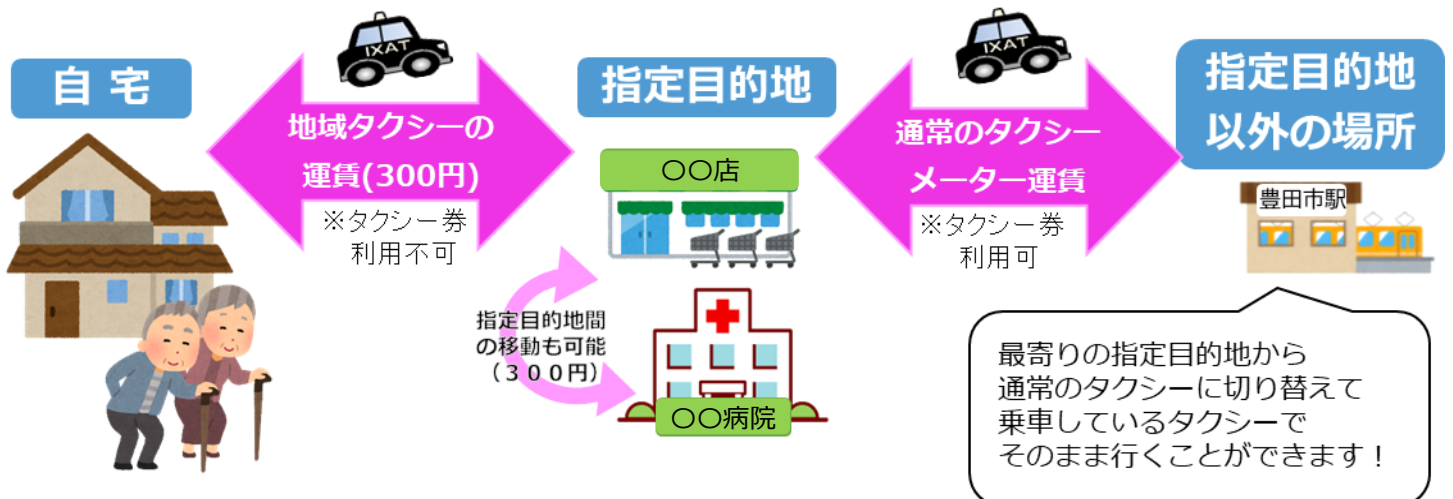 自 宅
IXAT
地域タクシーの
運賃(300円)
※タクシー券
利用不可
指定目的地
〇〇店
指定目的地間
の移動も可能
(300円)
〇〇病院
IXAT
通常のタクシー
メーター運賃
※タクシー券
利用可
指定目的地
以外の場所
豊田市駅
最寄りの指定目的地から
通常のタクシーに切り替えて
乗車しているタクシーで
そのまま行くことができます！